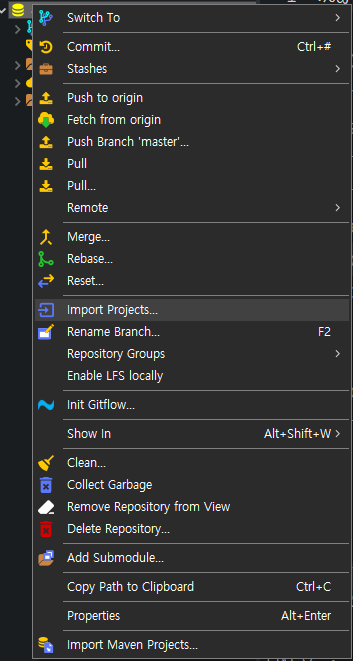 Switch To
Commit... Ctrl+#
Stashes
Push to origin
Fetch from origin
Push Branch 'master'...
Pull
Pull...
Remote
Merge...
Rebase...
Reset...
Import Projects...
Rename Branch... F2
Repository Groups
Enable LFS locally
Init Gitflow...
Show In Alt+Shift+W
Clean...
Collect Garbage
Remove Repository from View
Delete Repository...
Add Submodule...
Copy Path to Clipboard Ctrl+C
Properties Alt+Enter
Import Maven Projects...